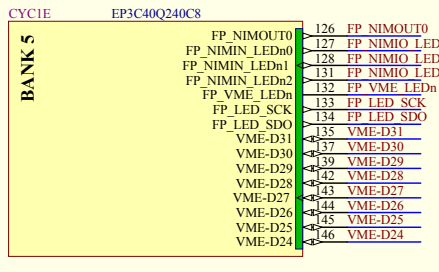 CYC1E EP3C40Q240C8
BANK 5
FP_NIMOUT0 126 FP_NIMOUT0
FP_NIMIN_LEDn0 127 FP_NIMIO_LED
FP_NIMIN_LEDn1 128 FP_NIMIO_LED
FP_NIMIN_LEDn2 131 FP_NIMIO_LED
FP_VME_LEDn 132 FP_VME_LEDn
FP_LED_SCK 133 FP_LED_SCK
FP_LED_SDO 134 FP_LED_SDO
VME-D31 135 VME-D31
VME-D30 137 VME-D30
VME-D29 139 VME-D29
VME-D28 142 VME-D28
VME-D27 143 VME-D27
VME-D26 144 VME-D26
VME-D25 145 VME-D25
VME-D24 146 VME-D24